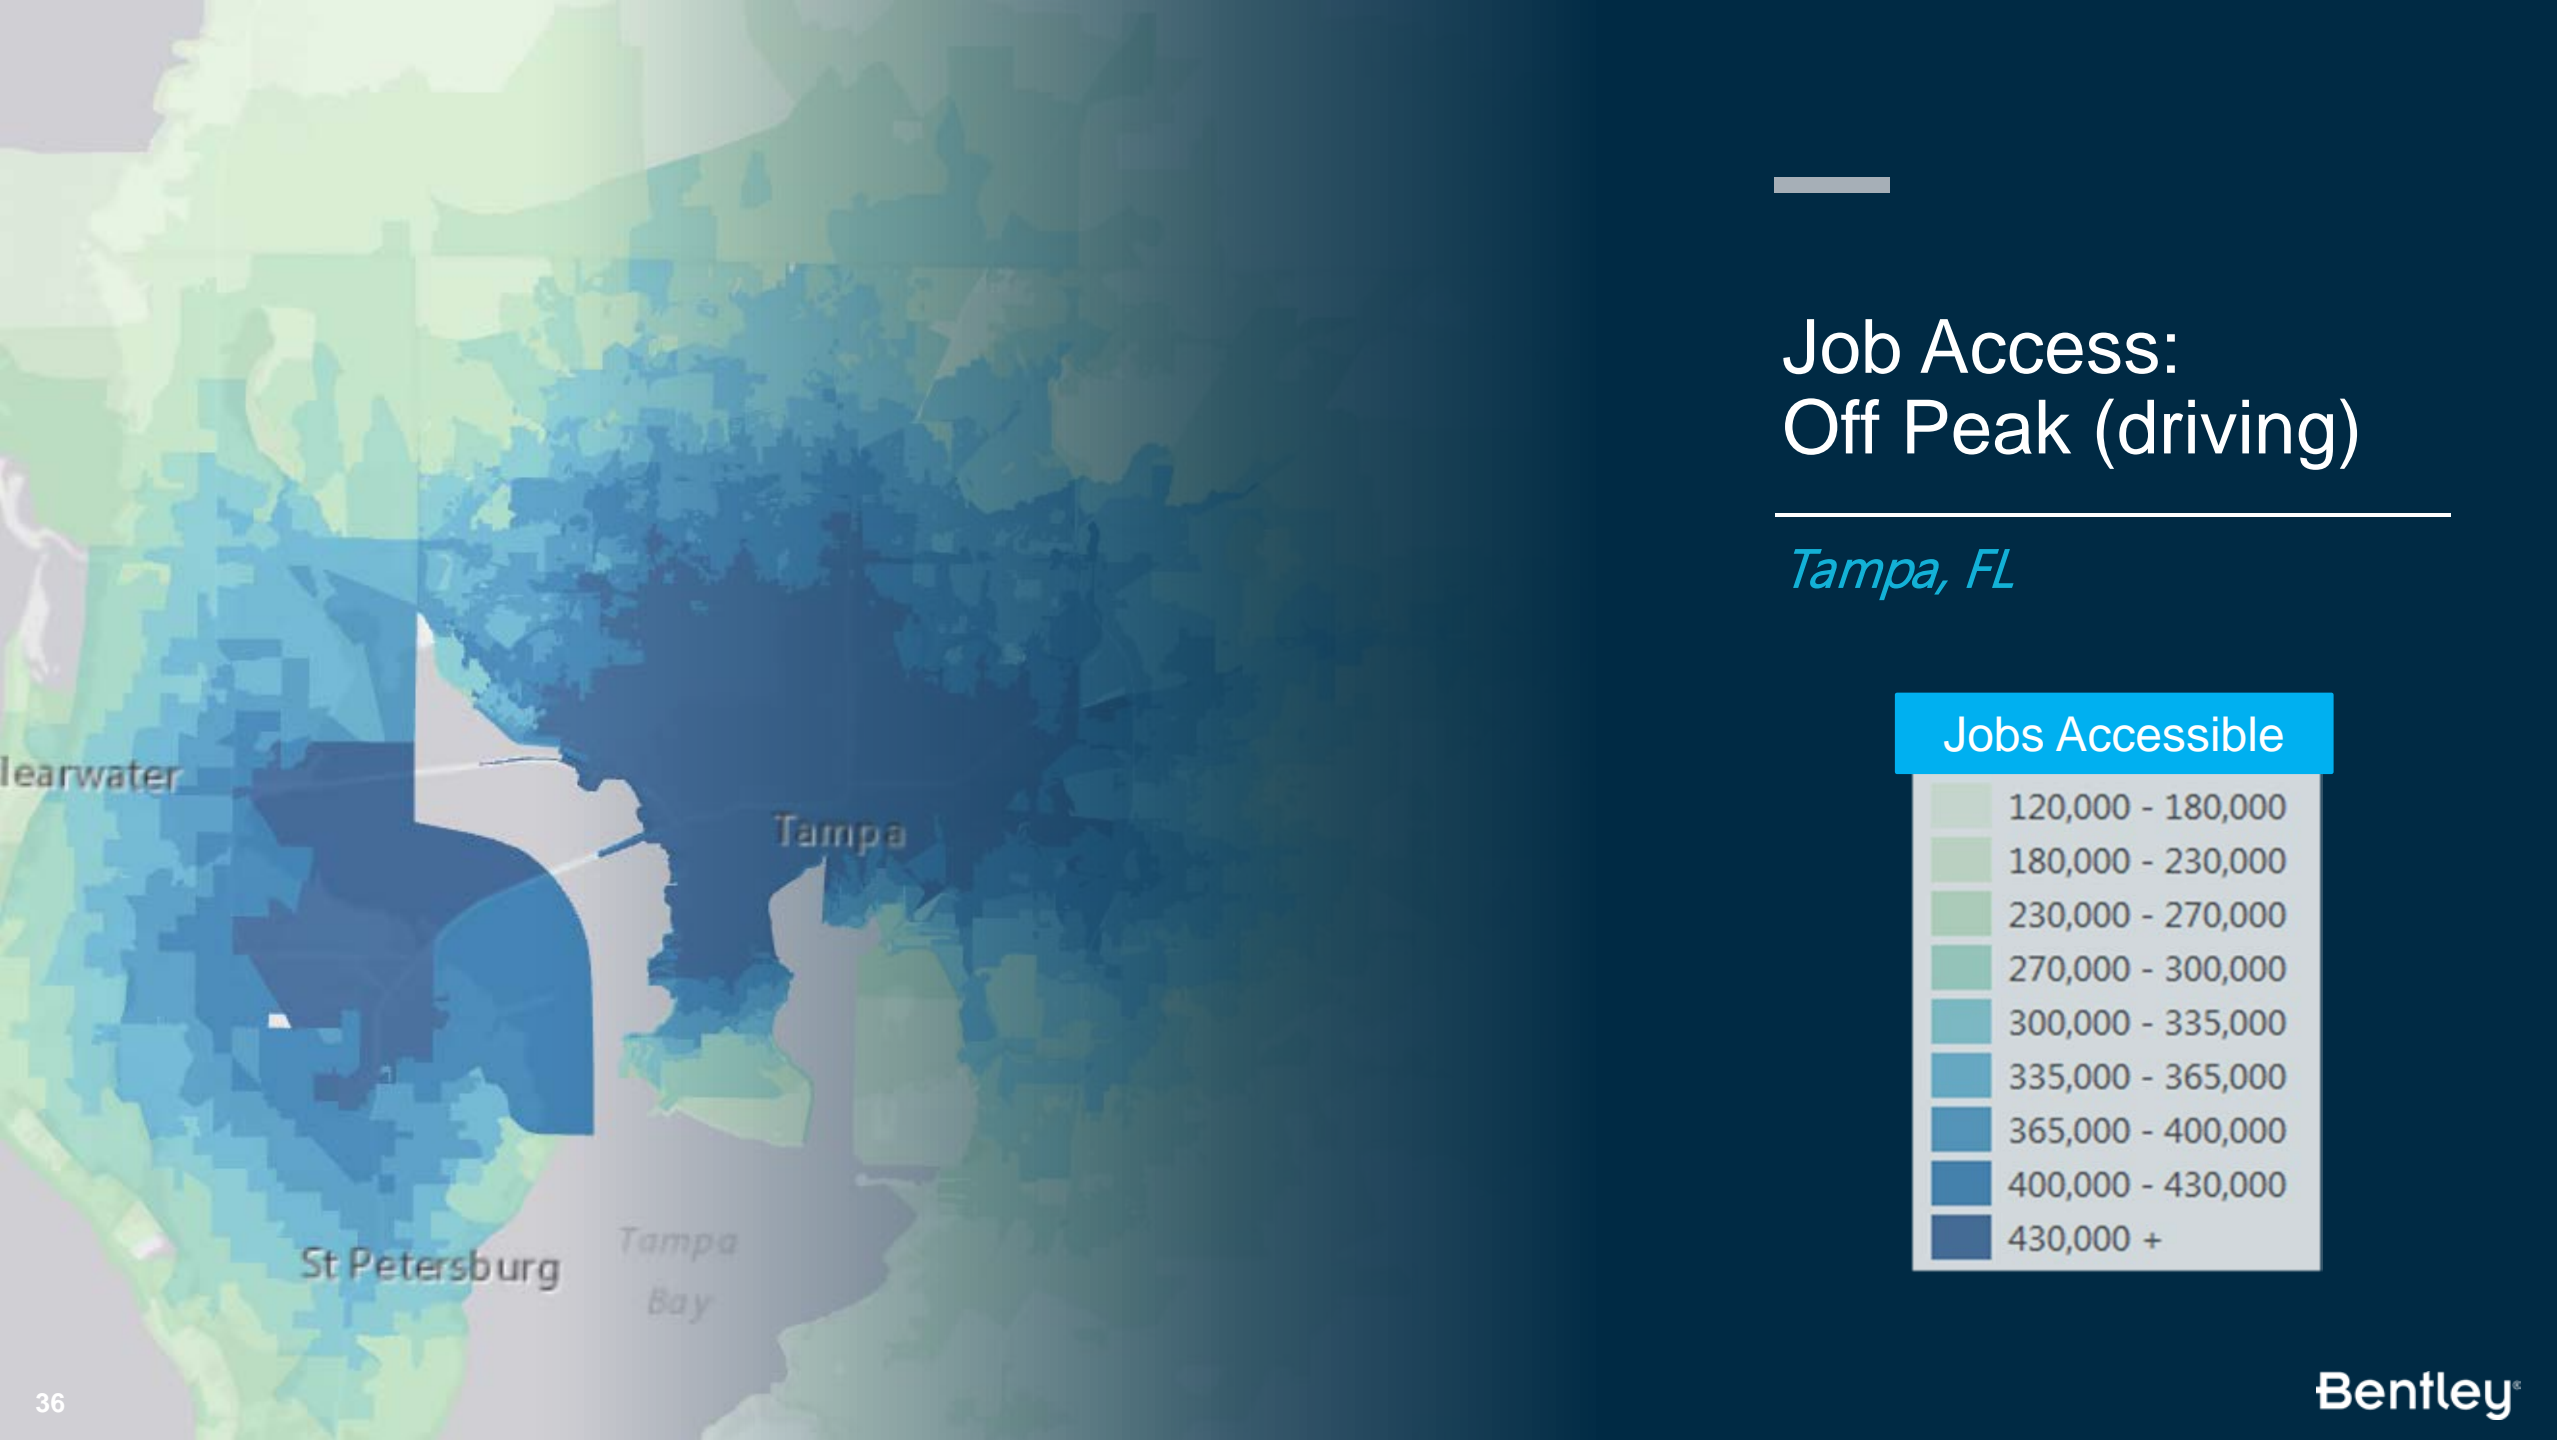 Job Access:
Off Peak (driving)
Tampa, FL
Jobs Accessible
120,000 - 180,000
180,000 - 230,000
230,000 - 270,000
270,000 - 300,000
300,000 - 335,000
335,000 - 365,000
365,000 - 400,000
400,000 - 430,000
430,000 +
learwater
Tampa
St Petersburg
Tampa
Bay
36
Bentley®